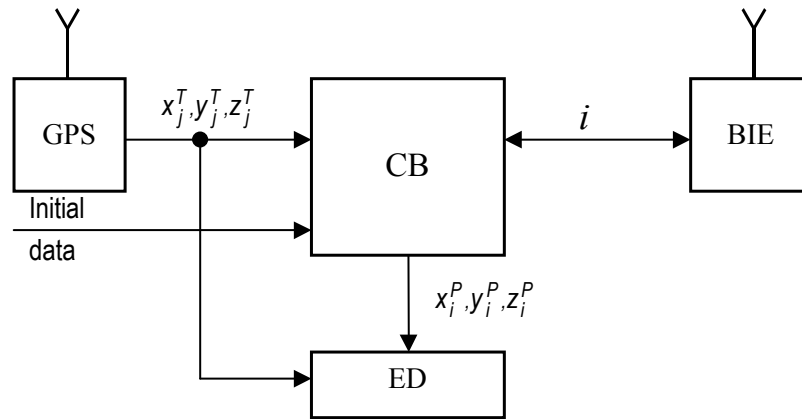 x_j^T, y_j^T, z_j^T
GPS
CB
i
BIE
Initial
data
x_i^P, y_i^P, z_i^P
ED